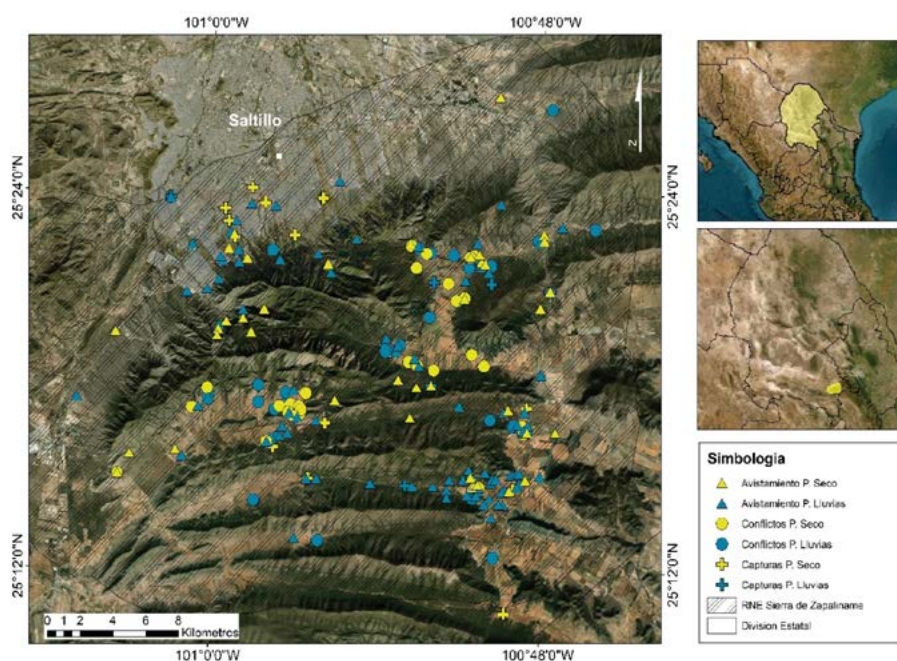 101°0'0"W 100°48'0"W
Saltillo
N
25°24'0"N
25°24'0"N
25°12'0"N
25°12'0"N
0 1 2 4 6 8
Kilometros
101°0'0"W 100°48'0"W
Simbologia
Avistamiento P. Seco
Avistamiento P. Lluvias
Conflictos P. Seco
Conflictos P. Lluvias
Capturas P. Seco
Capturas P. Lluvias
RNE Sierra de Zapaliname
Division Estatal